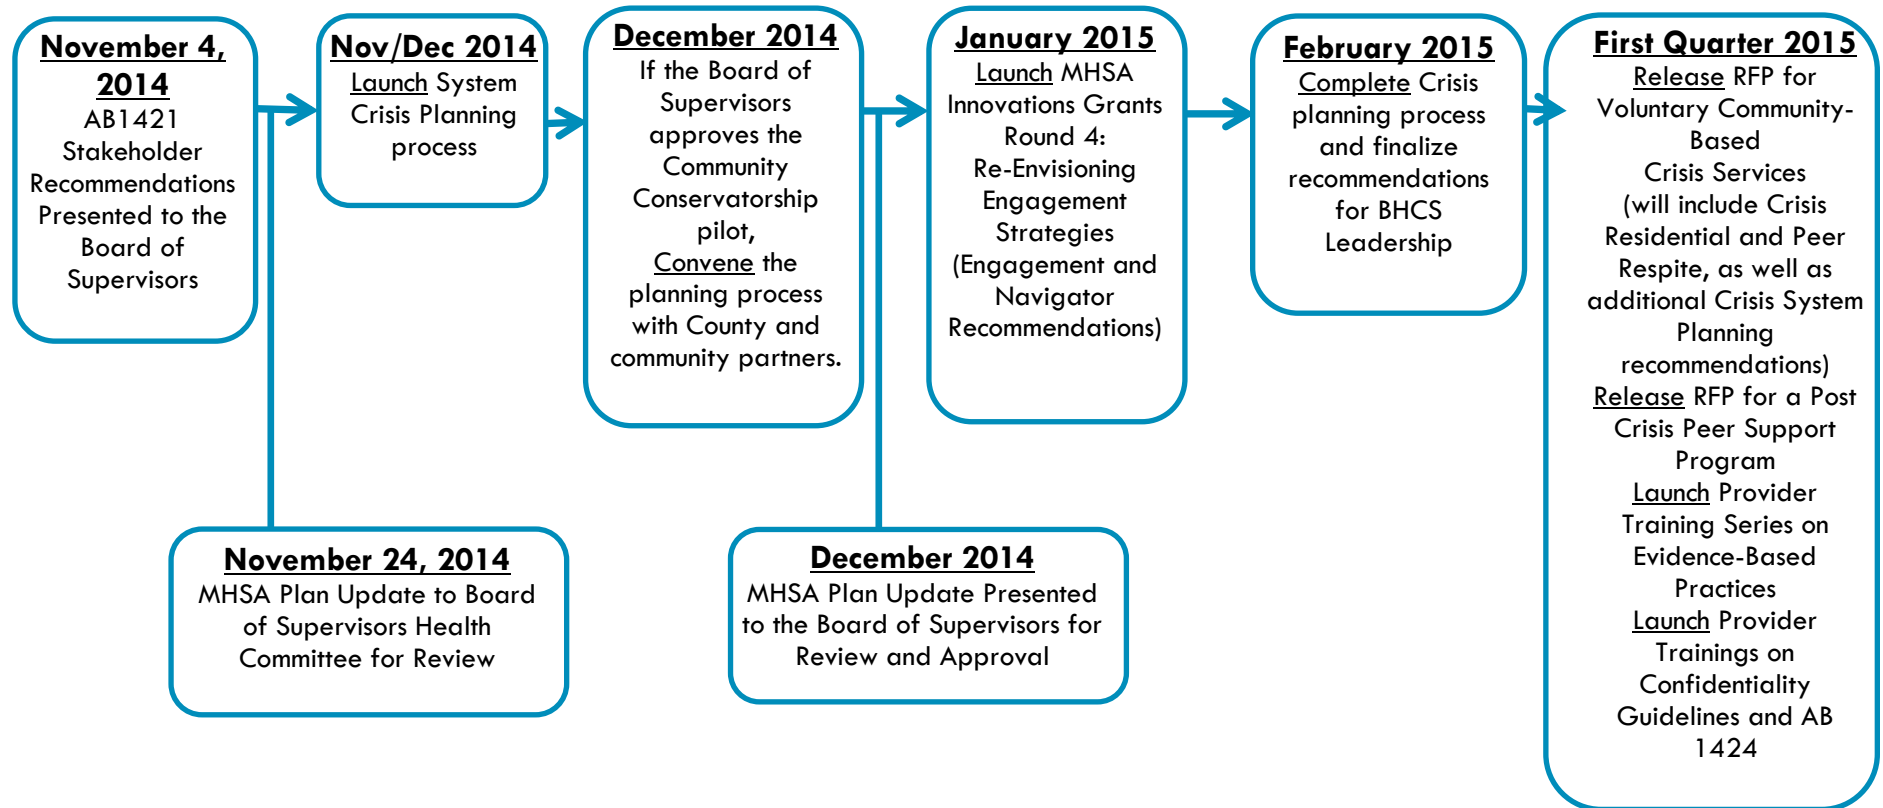 November 4,
2014
AB1421
Stakeholder
Recommendations
Presented to the
Board of
Supervisors
Nov/Dec 2014
Launch System
Crisis Planning
process
December 2014
If the Board of
Supervisors
approves the
Community
Conservatorship
pilot,
Convene the
planning process
with County and
community partners.
January 2015
Launch MHSA
Innovations Grants
Round 4:
Re-Envisioning
Engagement
Strategies
(Engagement and
Navigator
Recommendations)
February 2015
Complete Crisis
planning process
and finalize
recommendations
for BHCS
Leadership
First Quarter 2015
Release RFP for
Voluntary Community-
Based
Crisis Services
(will include Crisis
Residential and Peer
Respite, as well as
additional Crisis System
Planning
recommendations)
Release RFP for a Post
Crisis Peer Support
Program
Launch Provider
Training Series on
Evidence-Based
Practices
Launch Provider
Trainings on
Confidentiality
Guidelines and AB
1424
November 24, 2014
MHSA Plan Update to Board
of Supervisors Health
Committee for Review
December 2014
MHSA Plan Update Presented
to the Board of Supervisors for
Review and Approval